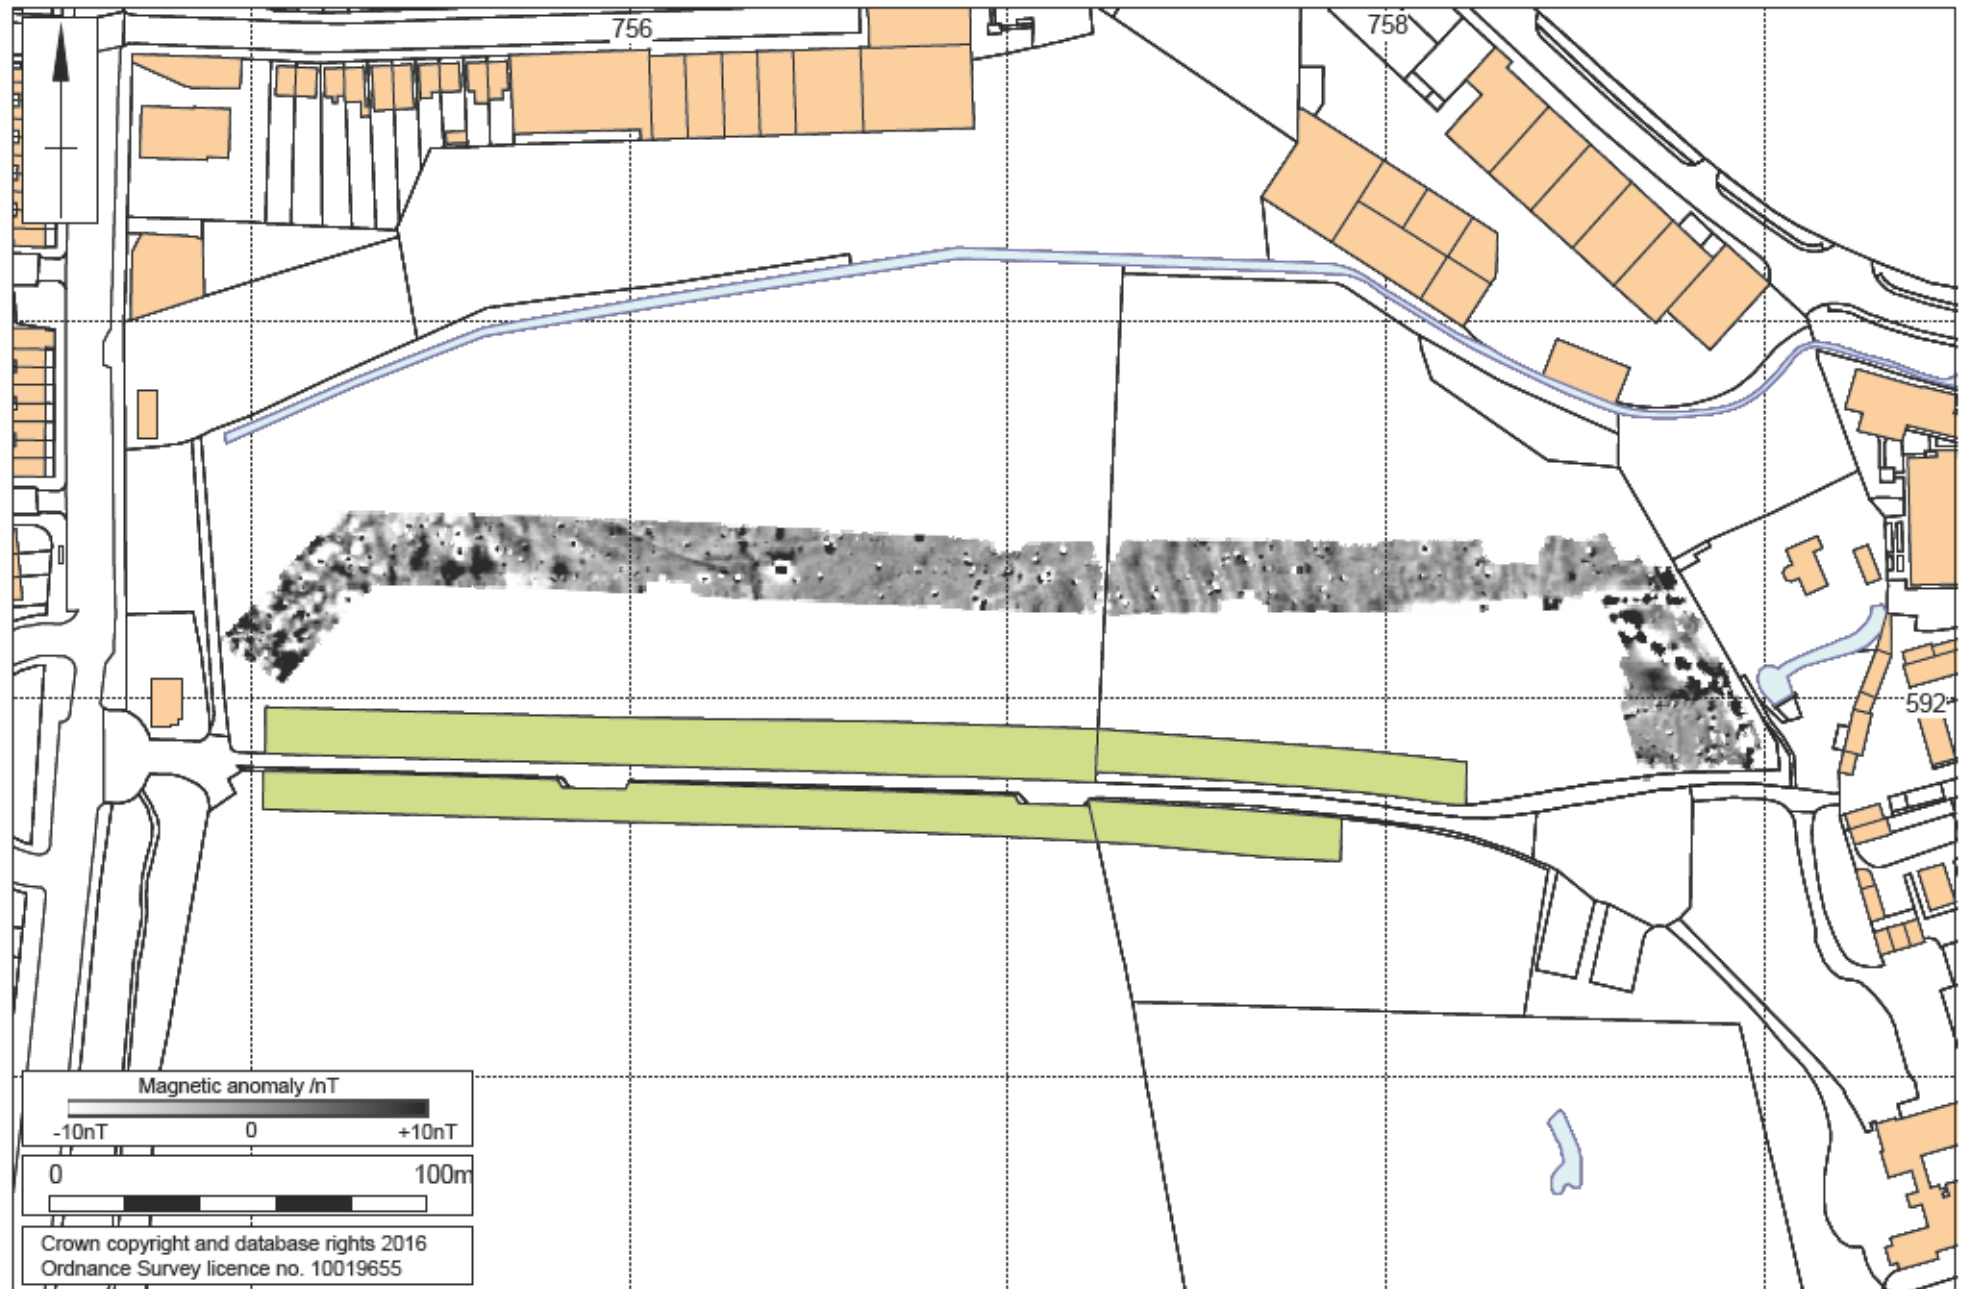 756
758
592
Magnetic anomaly /nT
-10nT 0 +10nT
0 100m
Crown copyright and database rights 2016
Ordnance Survey licence no. 10019655